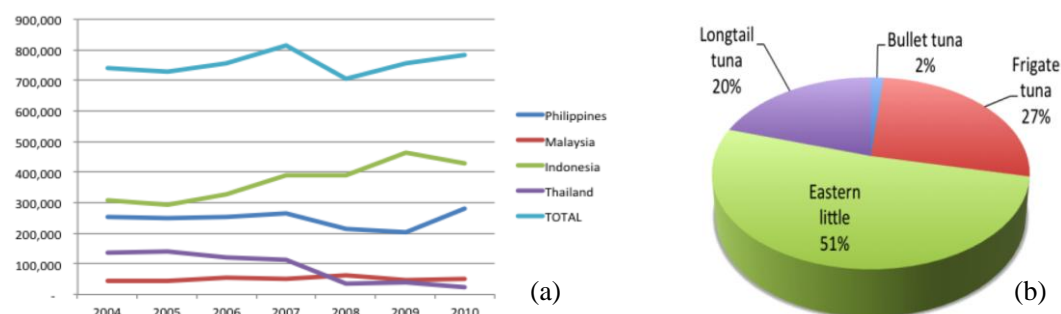 900,000
800,000
700,000
600,000
500,000
400,000
300,000
200,000
100,000
-
2004 2005 2006 2007 2008 2009 2010
Philippines
Malaysia
Indonesia
Thailand
TOTAL
(a)
Longtail
tuna
20%
Bullet tuna
2%
Frigate
tuna
27%
Eastern
little
51%
(b)